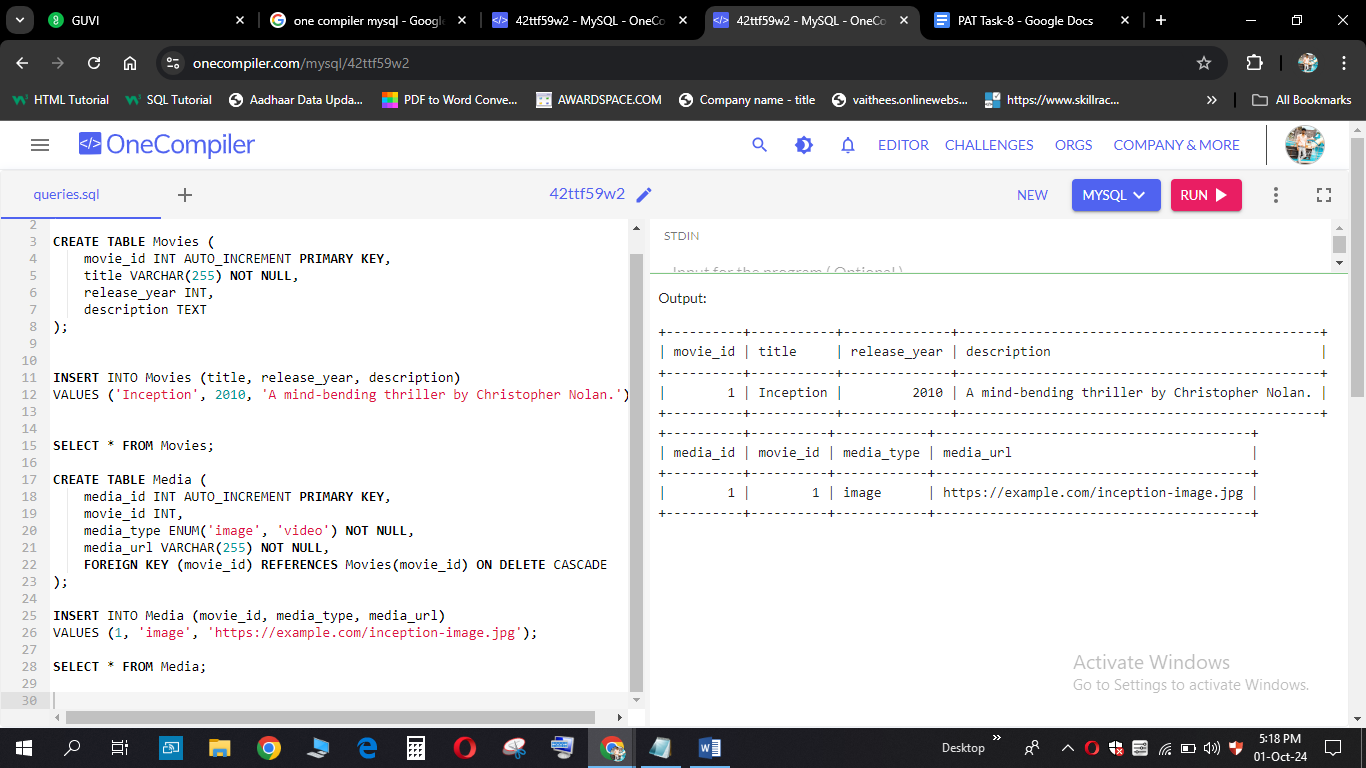 GUVI
one compiler mysql - Googl
42ttf59w2 - MySQL - OneCo
42ttf59w2 - MySQL - OneCo
PAT Task-8 - Google Docs
onecompiler.com/mysql/42ttf59w2
HTML Tutorial
SQL Tutorial
Aadhaar Data Upda...
PDF to Word Conve...
AWARDSPACE.COM
Company name - title
vaithees.onlinewebs...
https://www.skillrac...
»
All Bookmarks
</> OneCompiler
EDITOR
CHALLENGES
ORGS
COMPANY & MORE
queries.sql
+
42ttf59w2
NEW
MYSQL
RUN
2
3 CREATE TABLE Movies (
4 movie_id INT AUTO_INCREMENT PRIMARY KEY,
5 title VARCHAR(255) NOT NULL,
6 release_year INT,
7 description TEXT
8 );
9
10
11 INSERT INTO Movies (title, release_year, description)
12 VALUES ('Inception', 2010, 'A mind-bending thriller by Christopher Nolan.')
13
14
15 SELECT * FROM Movies;
16
17 CREATE TABLE Media (
18 media_id INT AUTO_INCREMENT PRIMARY KEY,
19 movie_id INT,
20 media_type ENUM('image', 'video') NOT NULL,
21 media_url VARCHAR(255) NOT NULL,
22 FOREIGN KEY (movie_id) REFERENCES Movies(movie_id) ON DELETE CASCADE
23 );
24
25 INSERT INTO Media (movie_id, media_type, media_url)
26 VALUES (1, 'image', 'https://example.com/inception-image.jpg');
27
28 SELECT * FROM Media;
29
30
STDIN
Input for the program ( Optional )
Output:
+----------+-----------+--------------+-----------------------------------------------+
| movie_id | title     | release_year | description                                   |
+----------+-----------+--------------+-----------------------------------------------+
|        1 | Inception |         2010 | A mind-bending thriller by Christopher Nolan. |
+----------+-----------+--------------+-----------------------------------------------+
+----------+----------+------------+-----------------------------------------+
| media_id | movie_id | media_type | media_url                               |
+----------+----------+------------+-----------------------------------------+
|        1 |        1 | image      | https://example.com/inception-image.jpg |
+----------+----------+------------+-----------------------------------------+
Activate Windows
Go to Settings to activate Windows.
Desktop
»
5:18 PM
01-Oct-24